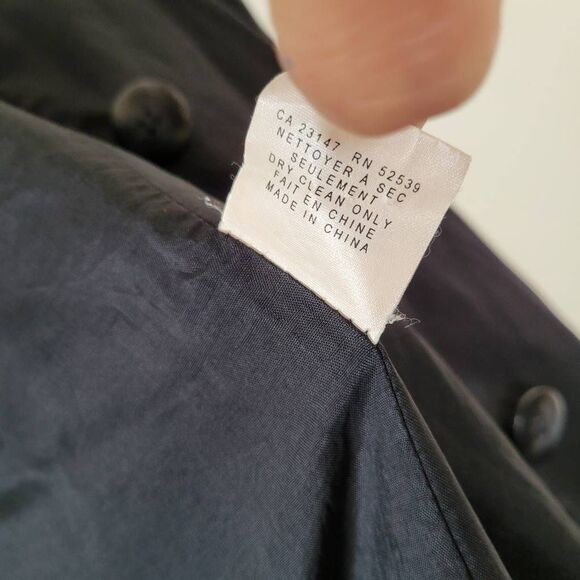 CA 23147 RN 52539
NETTOYER A SEC
SEULEMENT
DRY CLEAN ONLY
FAIT EN CHINE
MADE IN CHINA